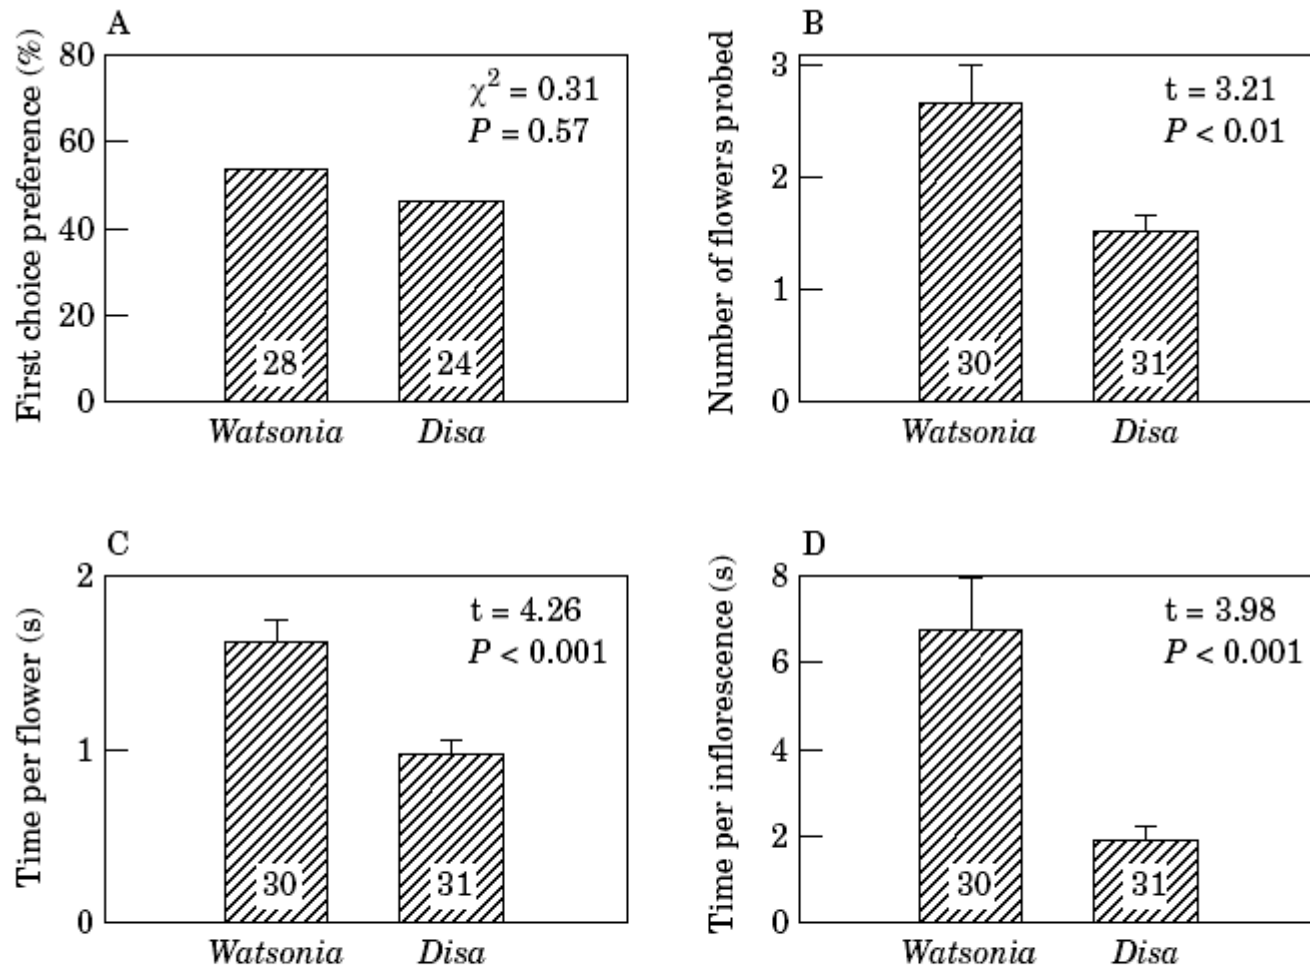 A
First choice preference (%)
80
60
40
20
0
χ² = 0.31
P = 0.57
28
24
Watsonia
Disa
B
Number of flowers probed
3
2
1
0
t = 3.21
P < 0.01
30
31
Watsonia
Disa
C
Time per flower (s)
2
1
0
t = 4.26
P < 0.001
30
31
Watsonia
Disa
D
Time per inflorescence (s)
8
6
4
2
0
t = 3.98
P < 0.001
30
31
Watsonia
Disa